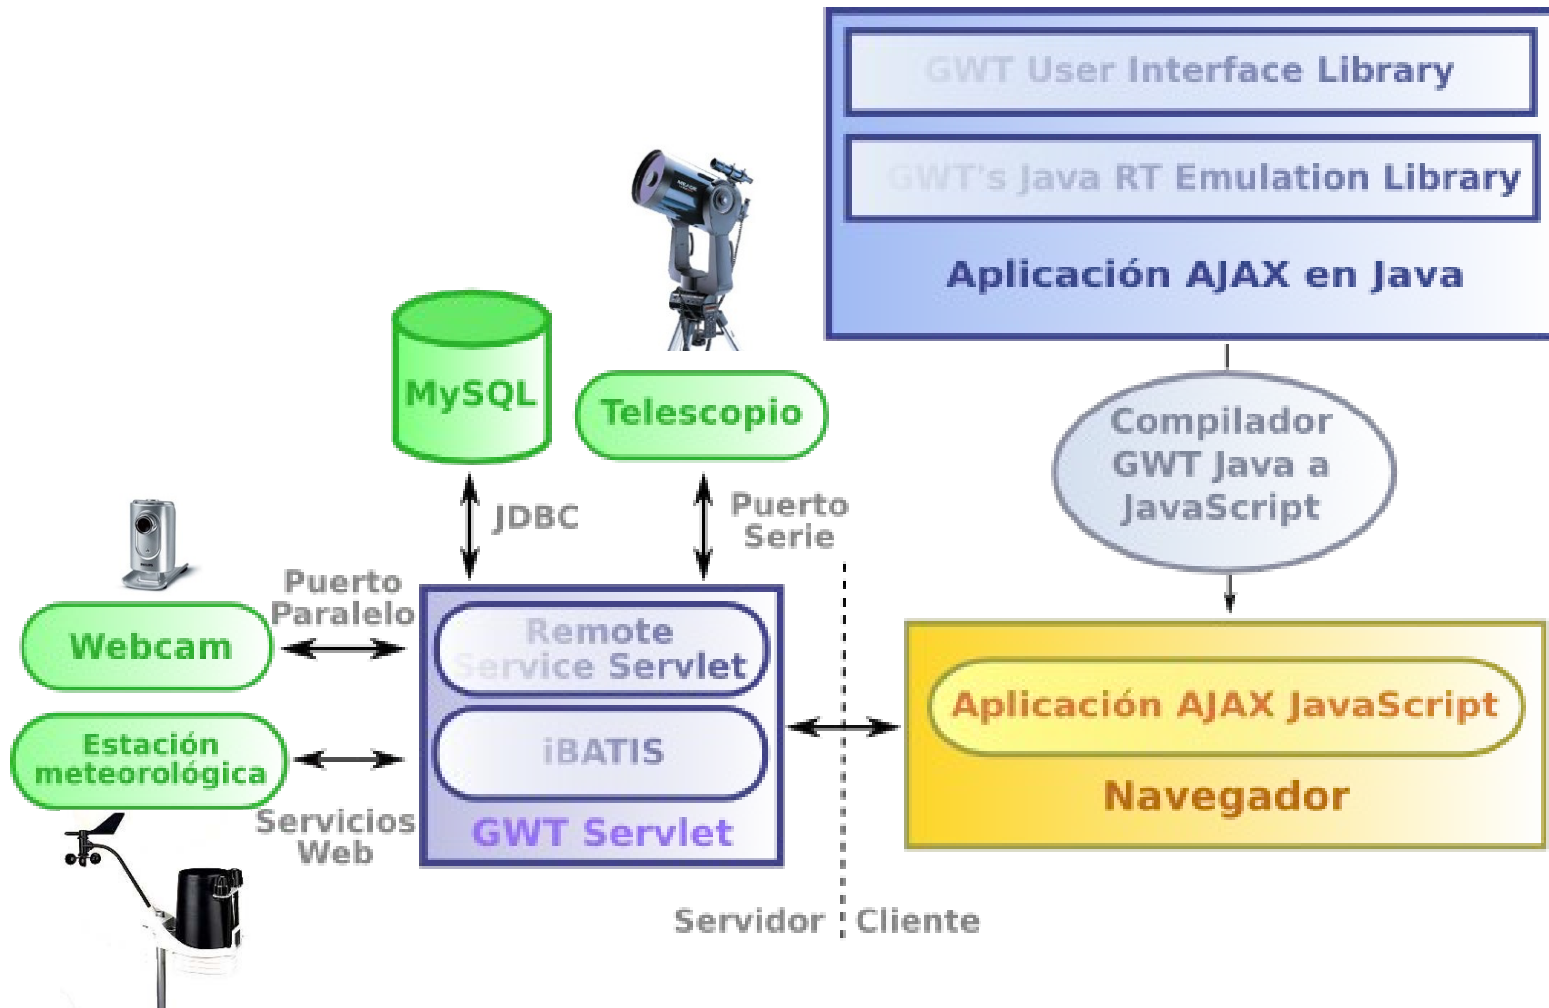 GWT User Interface Library
GWT's Java RT Emulation Library
Aplicación AJAX en Java
MySQL
Telescopio
Compilador
GWT Java a
JavaScript
JDBC
Puerto
Serie
Puerto
Paralelo
Webcam
Remote
Service Servlet
Aplicación AJAX JavaScript
Estación
meteorológica
iBATIS
Navegador
Servicios
Web
GWT Servlet
Servidor
Cliente